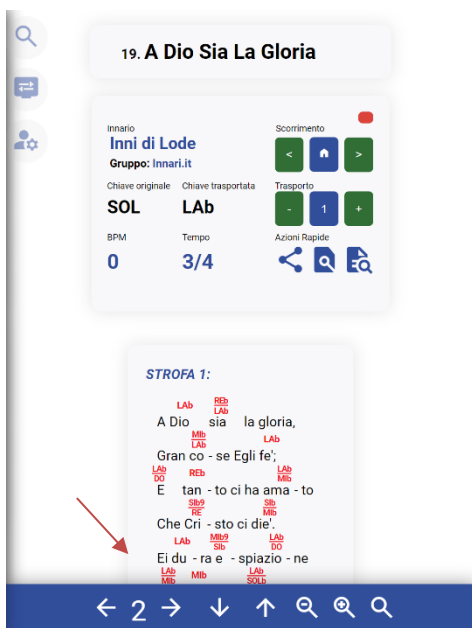 19. A Dio Sia La Gloria
Innario
Inni di Lode
Gruppo: Innari.it
Scorrimento
< >
Chiave originale Chiave trasportata Trasporto
SOL LAb - 1 +
BPM Tempo Azioni Rapide
0 3/4
STROFA 1:
LAb REb/LAb
A Dio sia la gloria,
MIb/LAb LAb
Gran co - se Egli fe';
LAb/DO REb LAb/MIb
E tan - to ci ha ama - to
SIb9/RE SIb/MIb
Che Cri - sto ci die'.
LAb MIb9/SIb LAb/DO
Ei du - ra e - spiazio - ne
LAb/MIb MIb LAb/SOLb
2